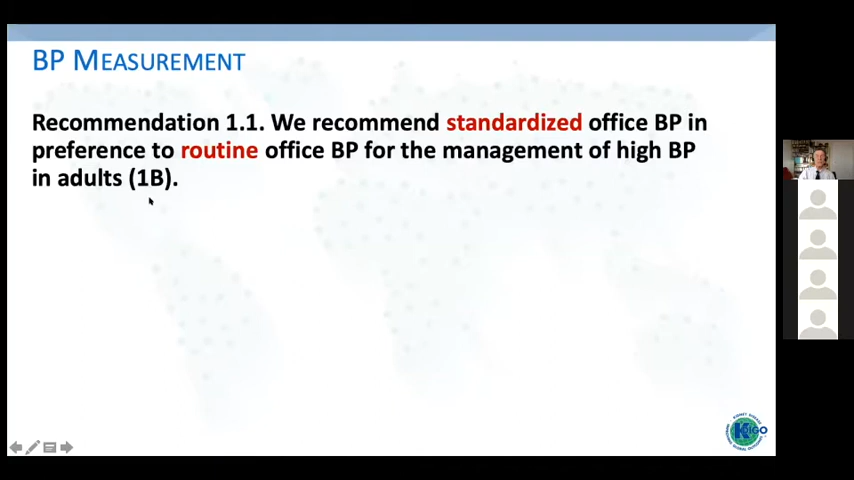 BP MEASUREMENT
Recommendation 1.1. We recommend standardized office BP in
preference to routine office BP for the management of high BP
in adults (1B).
KDIGO